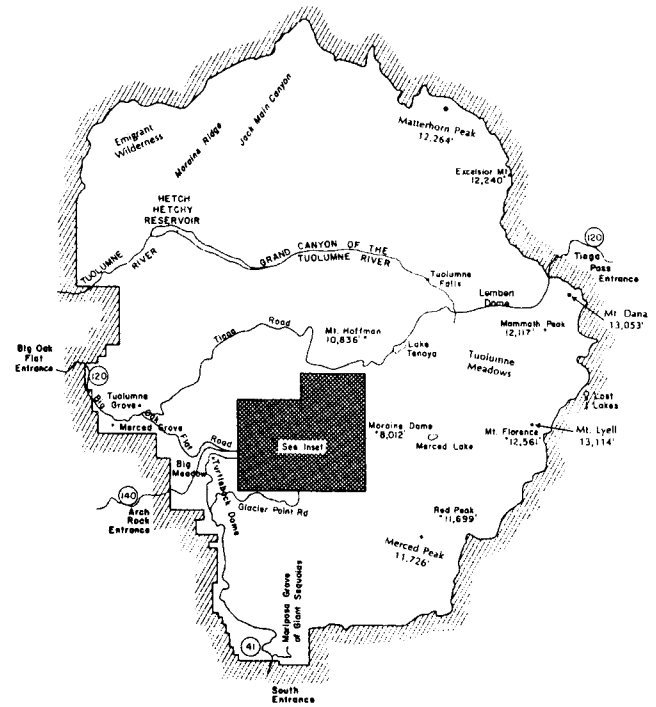 Matterhorn Peak
12,264'
Emigrant
Wilderness
Moraine Ridge
Jack Main Canyon
Excelsior Mt.
12,240'
HETCH
HETCHY
RESERVOIR
120
Tioga
Pass
Entrance
GRAND CANYON OF THE
TUOLUMNE RIVER
TUOLUMNE
RIVER
Tuolumne
Falls
Lembert
Dome
Mt. Dana
13,053'
Mt. Hoffman
10,836'
Mammoth Peak
12,117'
Tioga Road
Lake
Tenaya
Tuolumne
Meadows
Big Oak
Flat
Entrance
120
Big Oak Flat Road
Tuolumne
Grove
Merced Grove
Lost
Lakes
Moraine Dome
8,012'
Merced Lake
Mt. Florence
12,561'
Mt. Lyell
13,114'
See Inset
Big
Meadow
Turtleback Dome
140
Arch
Rock
Entrance
Glacier Point Rd
Red Peak
11,699'
Merced Peak
11,726'
Mariposa Grove
of Giant Sequoias
41
South
Entrance